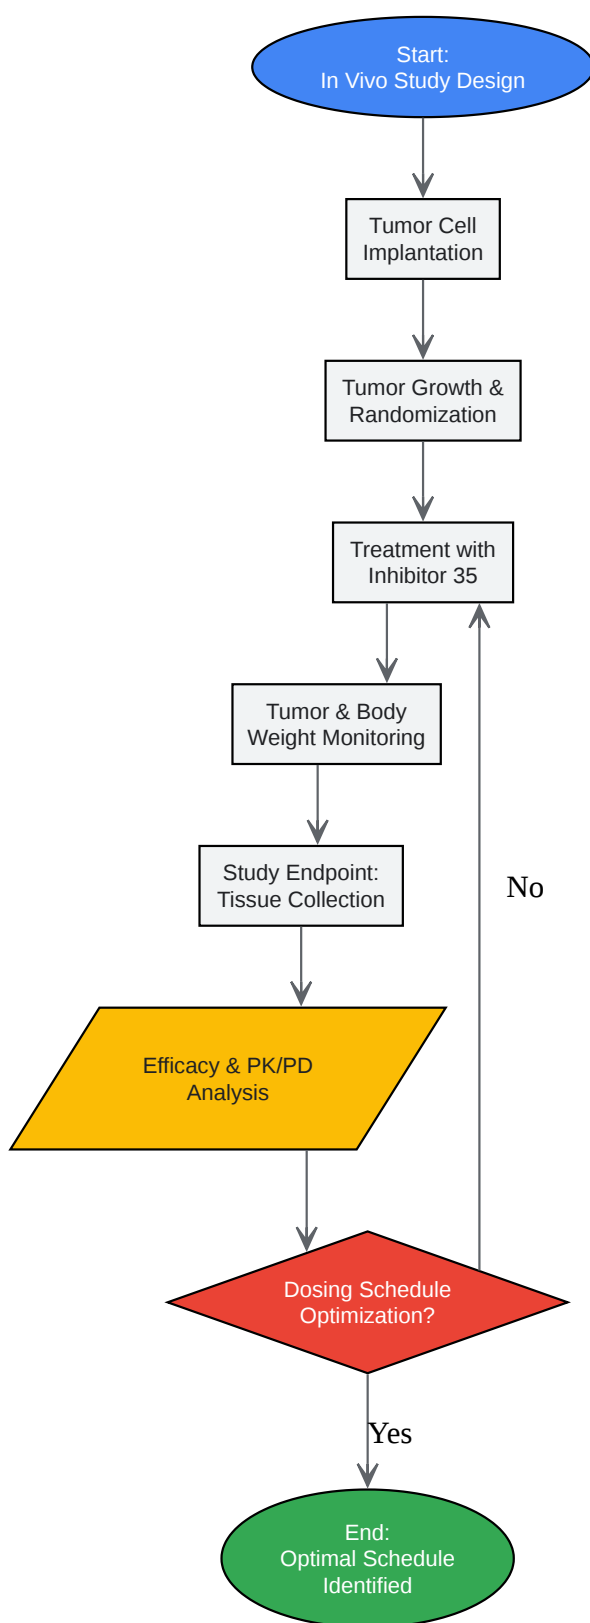 Start:
In Vivo Study Design
Tumor Cell
Implantation
Tumor Growth &
Randomization
Treatment with
Inhibitor 35
Tumor & Body
Weight Monitoring
Study Endpoint:
Tissue Collection
No
Efficacy & PK/PD
Analysis
Dosing Schedule
Optimization?
Yes
End:
Optimal Schedule
Identified